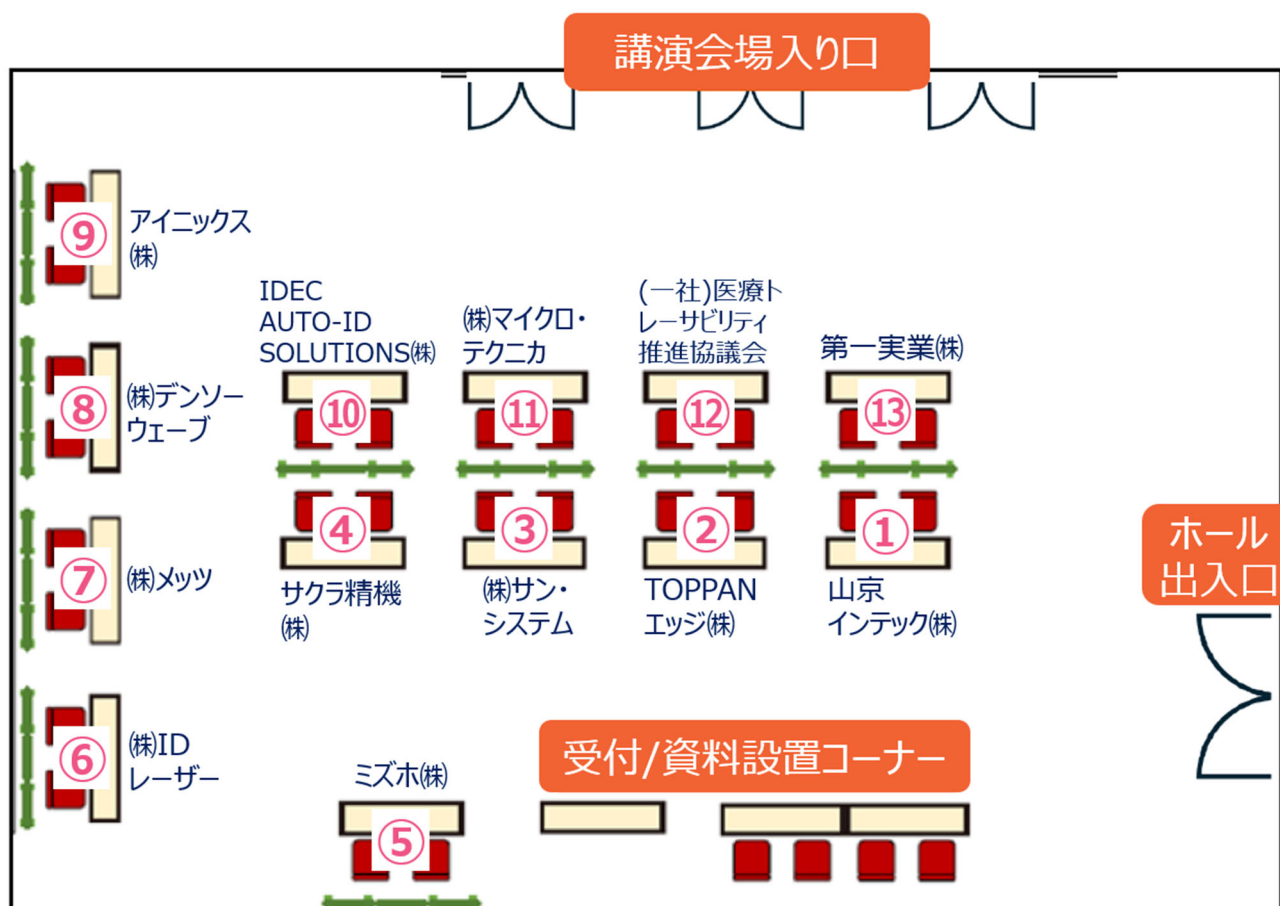 講演会場入り口
⑨
アイニックス
㈱
IDEC
AUTO-ID
SOLUTIONS㈱
㈱マイクロ・
テクニカ
(一社)医療ト
レーサビリティ
推進協議会
第一実業㈱
⑧
㈱デンソー
ウェーブ
⑩
⑪
⑫
⑬
④
③
②
①
ホール
出入口
⑦
㈱メッツ
サクラ精機
㈱
㈱サン・
システム
TOPPAN
エッジ㈱
山京
インテック㈱
⑥
㈱ID
レーザー
ミズホ㈱
⑤
受付/資料設置コーナー